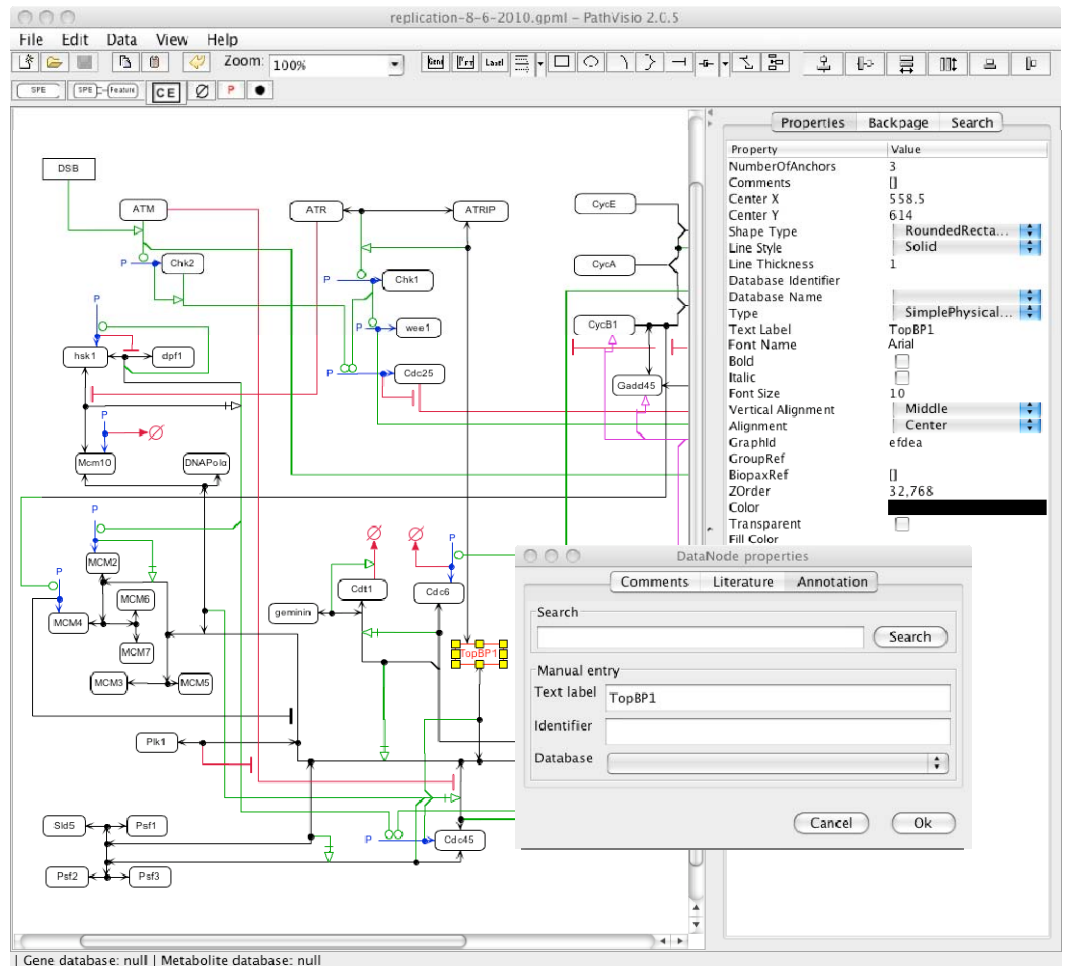 replication-8-6-2010.gpml - PathVisio 2.0.5
File Edit Data View Help
Zoom: 100%
Gene Label
SPE SPE Feature CE P
Properties Backpage Search
Property Value
NumberOfAnchors 3
Comments []
Center X 558.5
Center Y 614
Shape Type RoundedRecta...
Line Style Solid
Line Thickness 1
Database Identifier
Database Name
Type SimplePhysical...
Text Label TopBP1
Font Name Arial
Bold
Italic
Font Size 10
Vertical Alignment Middle
Alignment Center
GraphId efdea
GroupRef
BiopaxRef []
ZOrder 32,768
Color
Transparent
Fill Color
DSB
ATM
ATR
ATRIP
CycE
P
Chk2
P
Chk1
CycA
P
P
wee1
CycB1
hsk1
dpf1
P
Cdc25
Gadd45
P
Mcm10
DNAPolα
P
MCM2
P
MCM6
MCM4
MCM7
MCM3
MCM5
geminin
Cdt1
P
Cdc6
TopBP1
Plk1
Sld5
Psf1
Psf2
Psf3
P
Cdc45
DataNode properties
Comments Literature Annotation
Search
Search
Manual entry
Text label TopBP1
Identifier
Database
Cancel Ok
| Gene database: null | Metabolite database: null